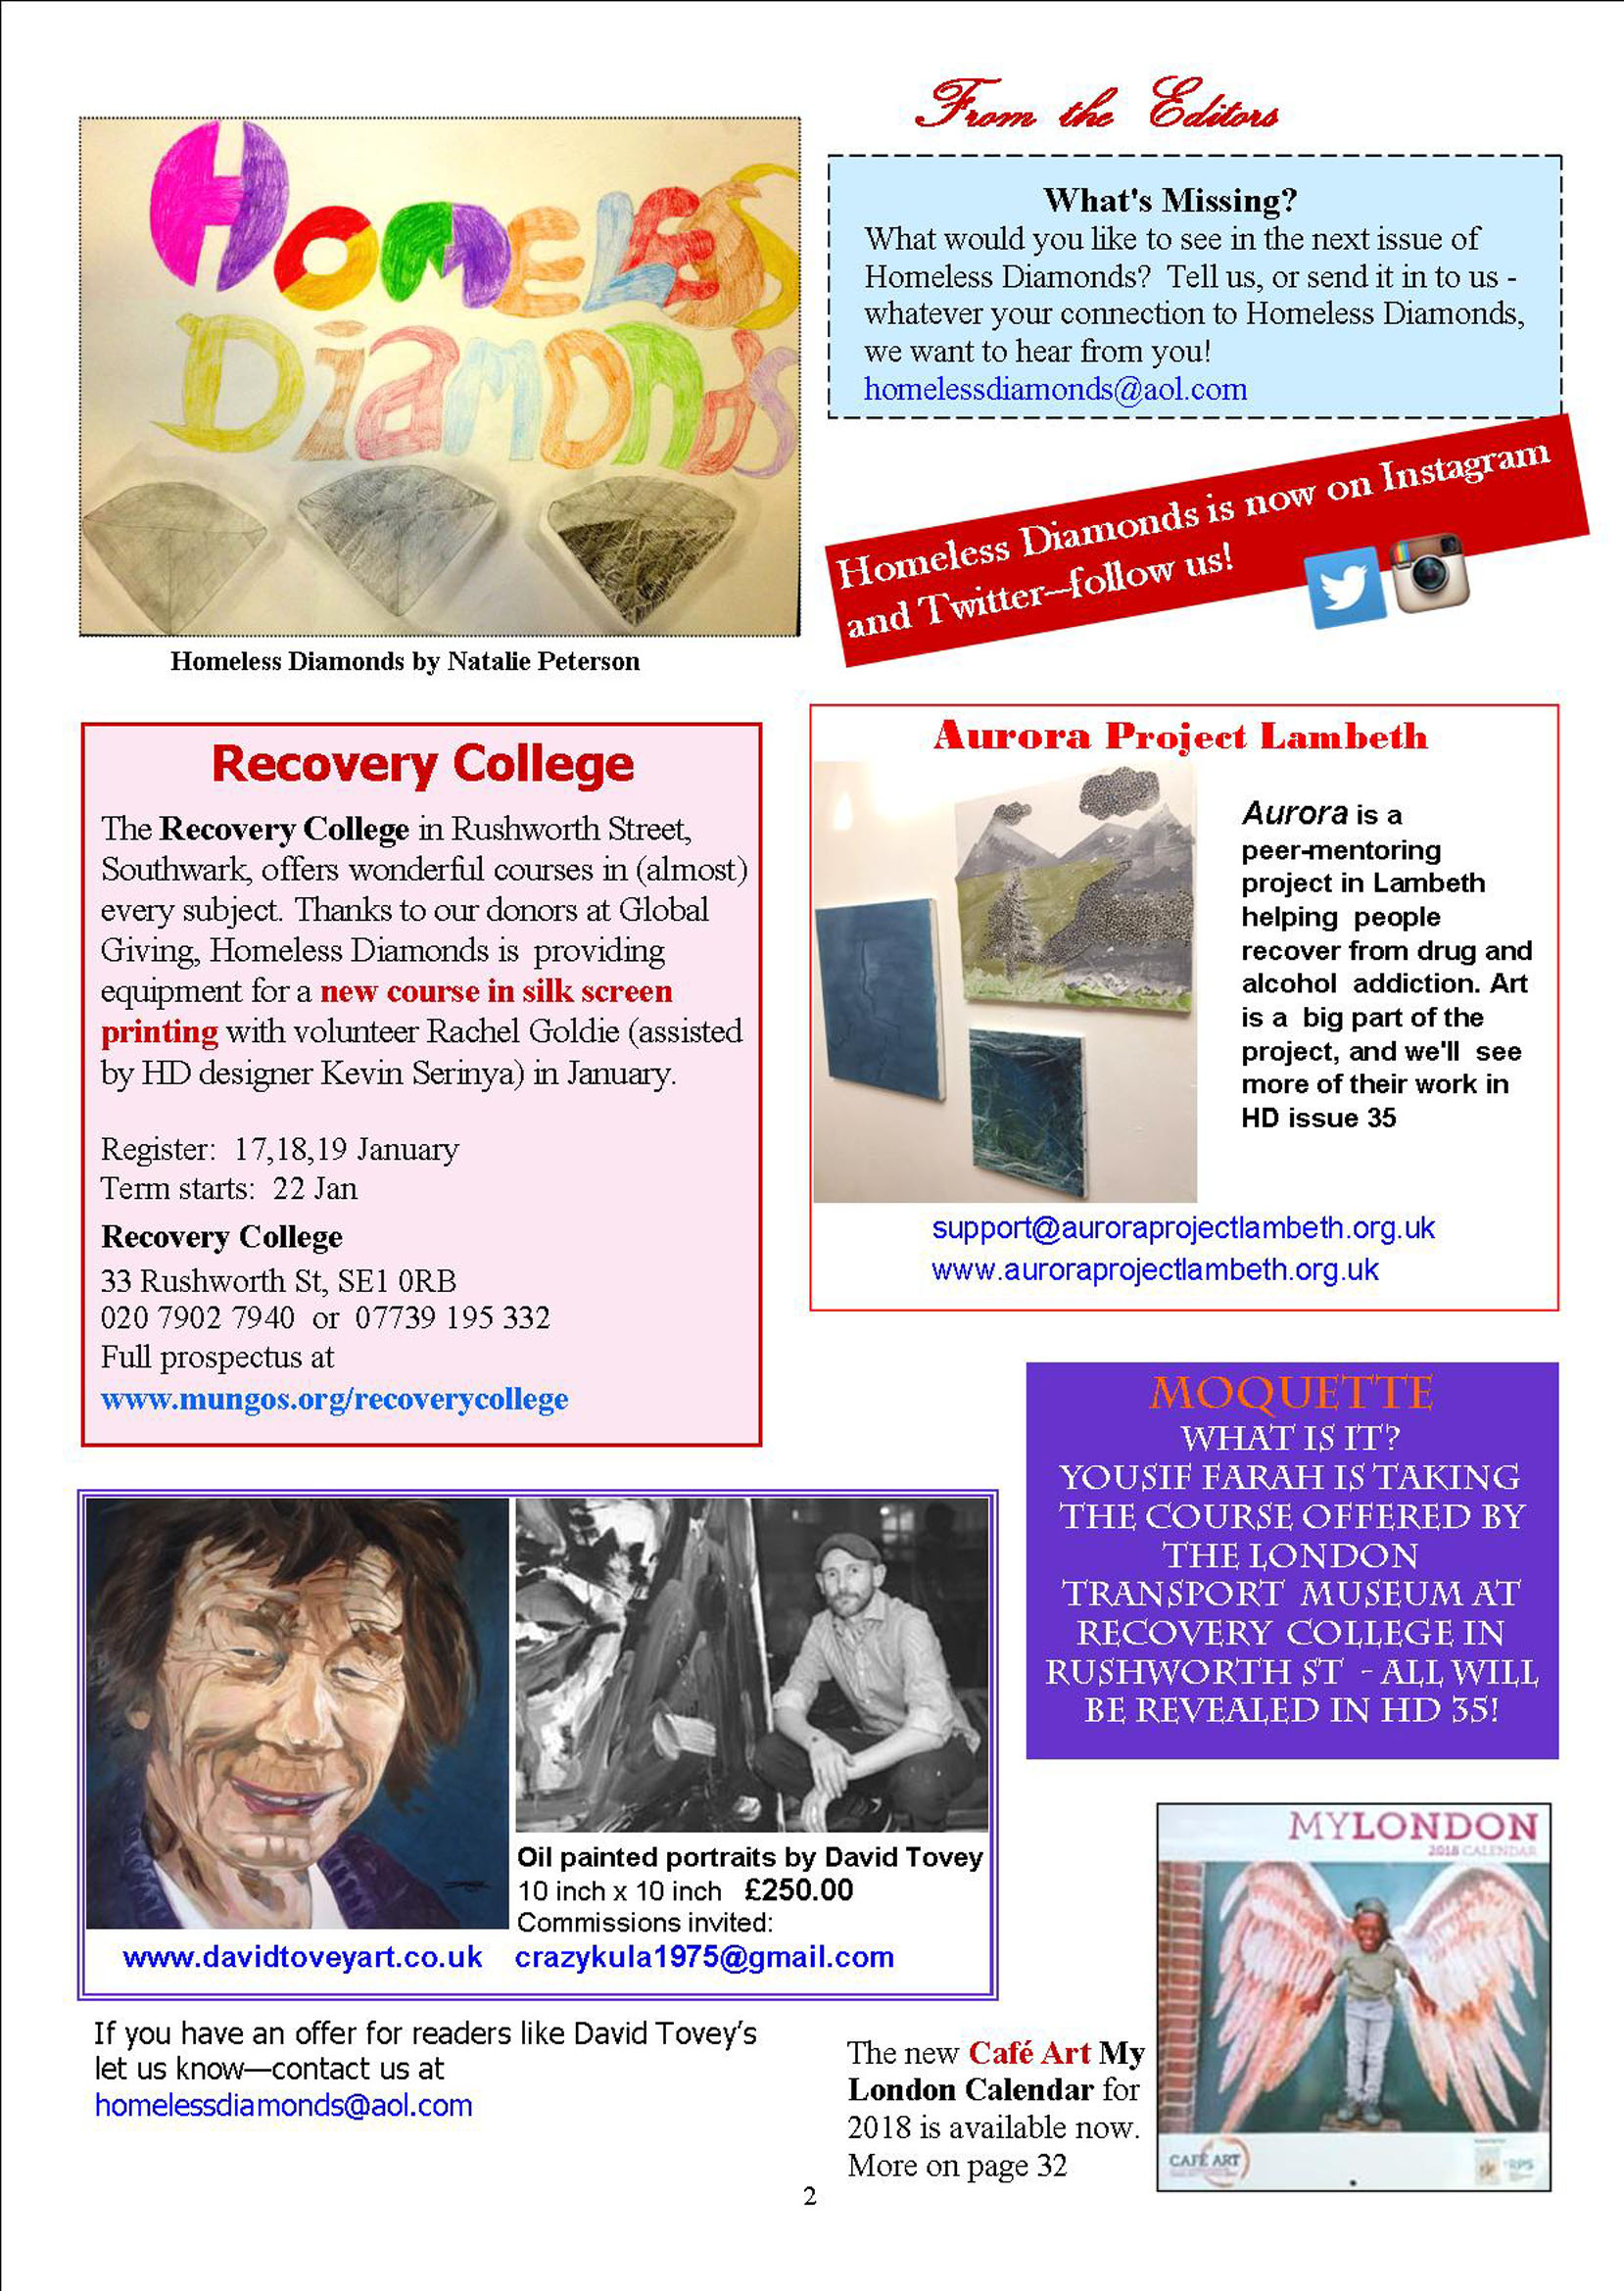 From the Editors
HOMELESS
DiamonDs
Homeless Diamonds by Natalie Peterson
What's Missing?
What would you like to see in the next issue of
Homeless Diamonds?  Tell us, or send it in to us -
whatever your connection to Homeless Diamonds,
we want to hear from you!
homelessdiamonds@aol.com
Homeless Diamonds is now on Instagram
and Twitter—follow us!
Recovery College
The Recovery College in Rushworth Street,
Southwark, offers wonderful courses in (almost)
every subject. Thanks to our donors at Global
Giving, Homeless Diamonds is  providing
equipment for a new course in silk screen
printing with volunteer Rachel Goldie (assisted
by HD designer Kevin Serinya) in January.
Register:  17,18,19 January
Term starts:  22 Jan
Recovery College
33 Rushworth St, SE1 0RB
020 7902 7940  or  07739 195 332
Full prospectus at
www.mungos.org/recoverycollege
Aurora Project Lambeth
Aurora is a
peer-mentoring
project in Lambeth
helping  people
recover from drug and
alcohol  addiction. Art
is a  big part of the
project, and we'll  see
more of their work in
HD issue 35
support@auroraprojectlambeth.org.uk
www.auroraprojectlambeth.org.uk
MOQUETTE
WHAT IS IT?
YOUSIF FARAH IS TAKING
THE COURSE OFFERED BY
THE LONDON
TRANSPORT  MUSEUM AT
RECOVERY  COLLEGE IN
RUSHWORTH ST  - ALL WILL
BE REVEALED IN HD 35!
Oil painted portraits by David Tovey
10 inch x 10 inch   £250.00
Commissions invited:
www.davidtoveyart.co.uk    crazykula1975@gmail.com
If you have an offer for readers like David Tovey’s
let us know—contact us at
homelessdiamonds@aol.com
The new Café Art My
London Calendar for
2018 is available now.
More on page 32
MYLONDON
2018 CALENDAR
CAFÉ ART
RPS
2